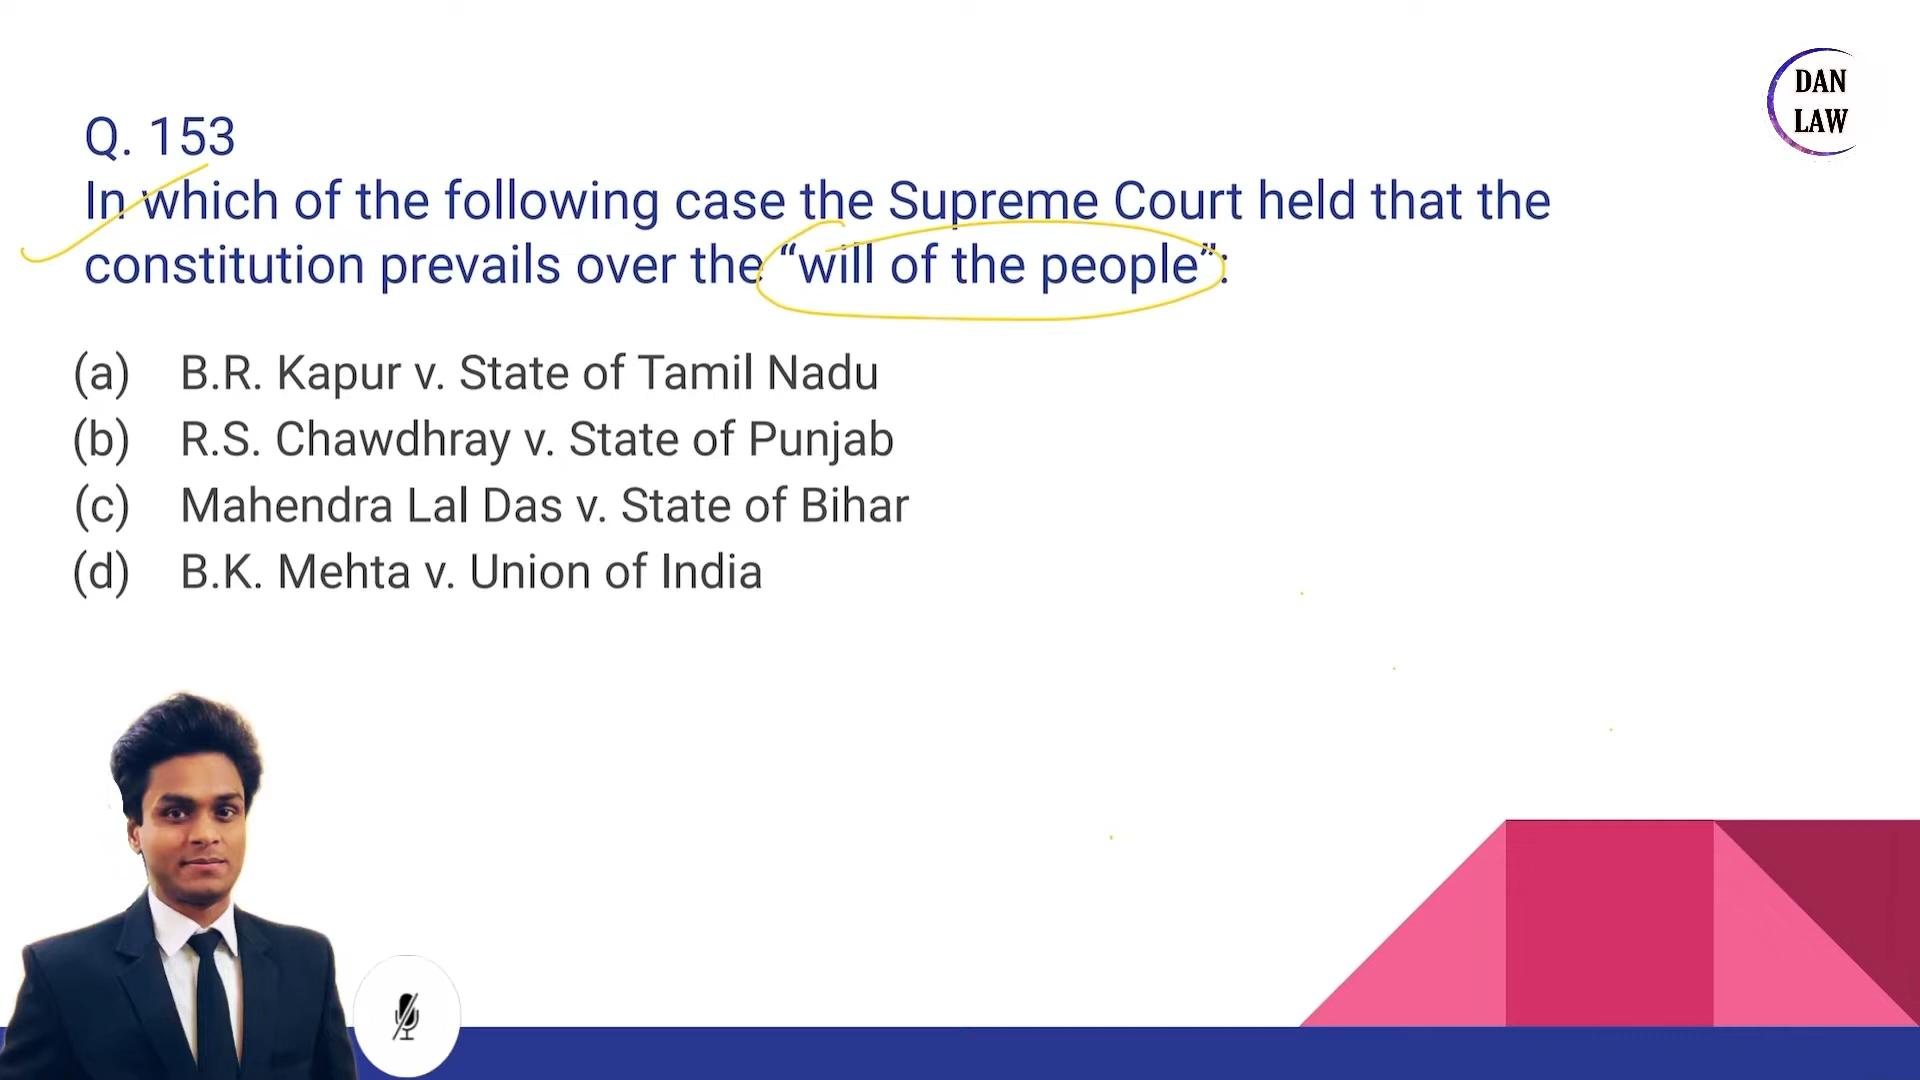 DAN
LAW
Q. 153
In which of the following case the Supreme Court held that the
constitution prevails over the “will of the people”:
(a) B.R. Kapur v. State of Tamil Nadu
(b) R.S. Chawdhray v. State of Punjab
(c) Mahendra Lal Das v. State of Bihar
(d) B.K. Mehta v. Union of India